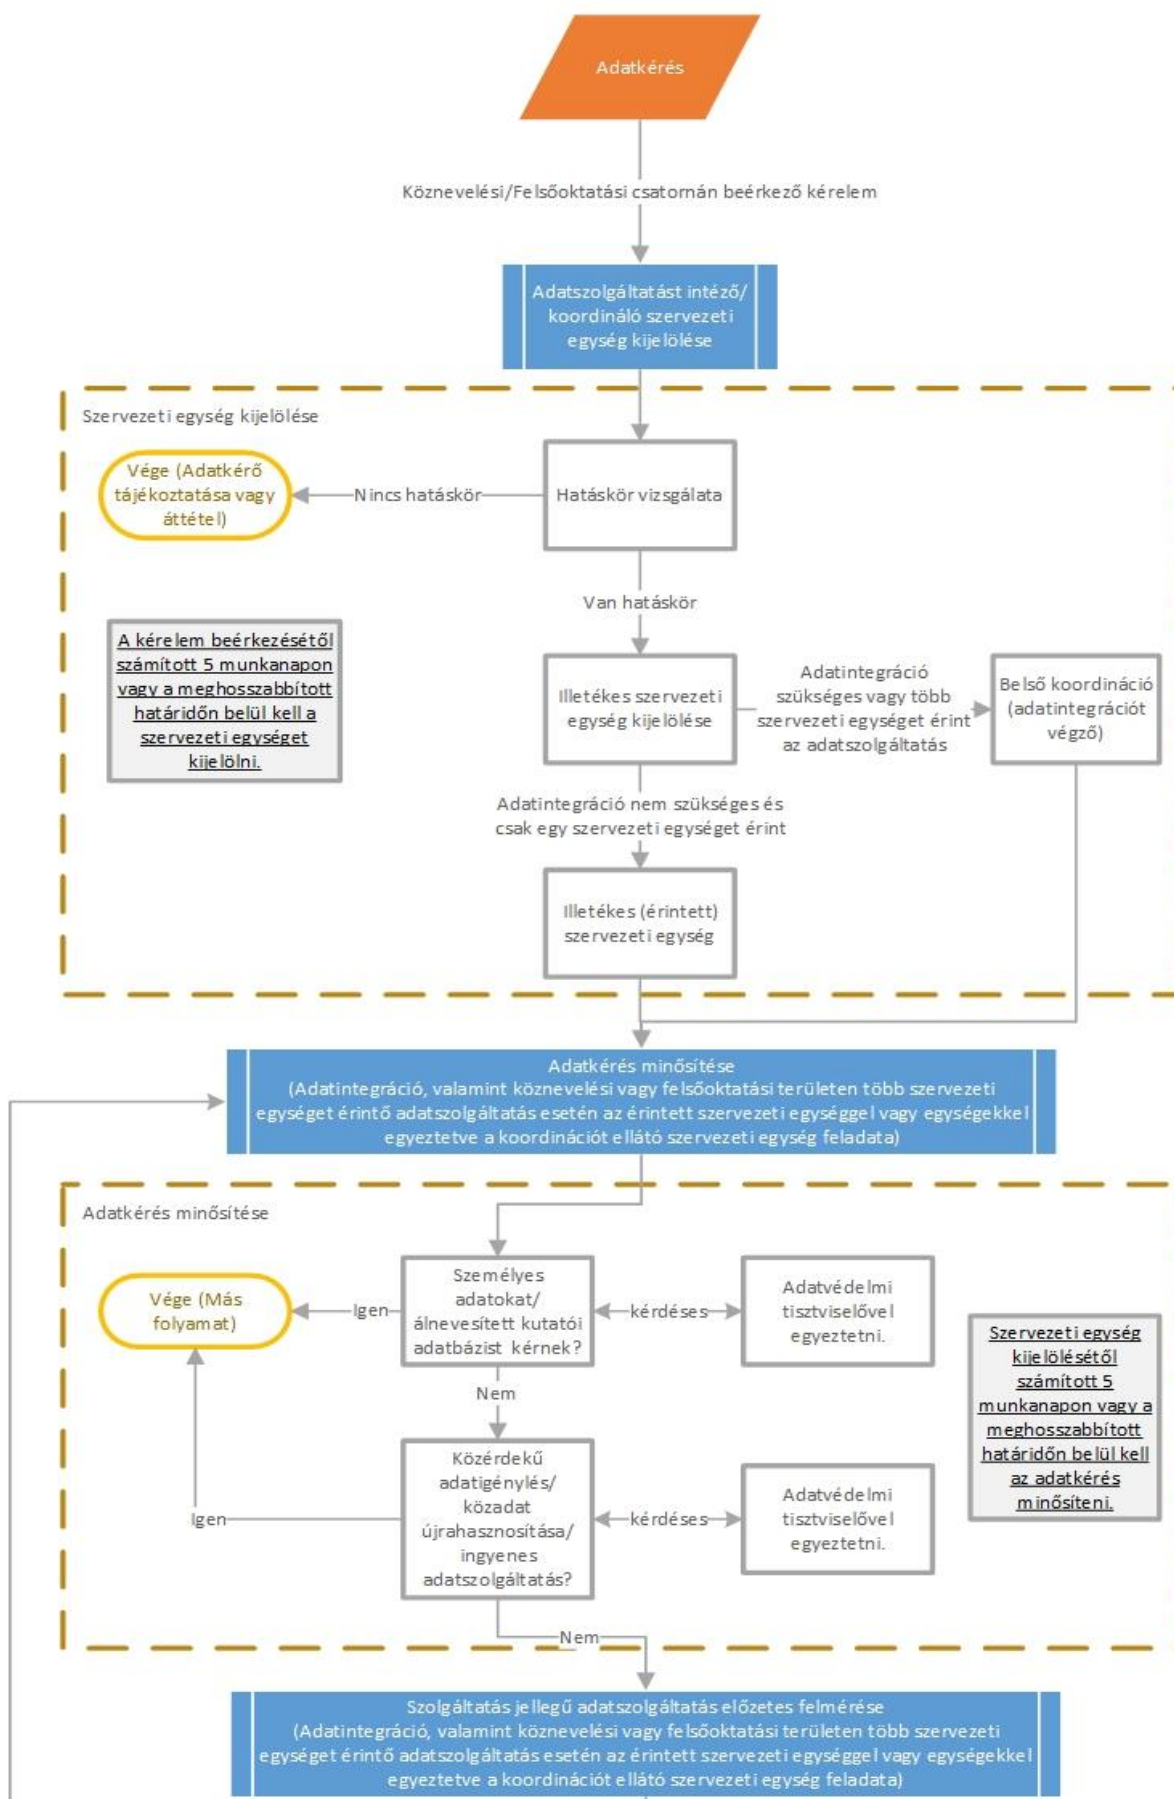 Adatkérés
Köznevelési/Felsőoktatási csatornán beérkező kérelem
Adatszolgáltatást intéző/
koordináló szervezeti
egység kijelölése
Szervezeti egység kijelölése
Vége (Adatkérő
tájékoztatása vagy
áttétel)
Nincs hatáskör
Hatáskör vizsgálata
Van hatáskör
A kérelem beérkezésétől
számított 5 munkanapon
vagy a meghosszabbított
határidőn belül kell a
szervezeti egységet
kijelölni.
Illetékes szervezeti
egység kijelölése
Adatintegráció
szükséges vagy több
szervezeti egységet érint
az adatszolgáltatás
Belső koordináció
(adatintegrációt
végző)
Adatintegráció nem szükséges és
csak egy szervezeti egységet érint
Illetékes (érintett)
szervezeti egység
Adatkérés minősítése
(Adatintegráció, valamint köznevelési vagy felsőoktatási területen több szervezeti
egységet érintő adatszolgáltatás esetén az érintett szervezeti egységgel vagy egységekkel
egyeztetve a koordinációt ellátó szervezeti egység feladata)
Adatkérés minősítése
Vége (Más
folyamat)
Igen
Személyes
adatokat/
álnevesített kutatói
adatbázist kérnek?
kérdéses
Adatvédelmi
tisztviselővel
egyeztetni.
Szervezeti egység
kijelölésétől
számított 5
munkanapon vagy a
meghosszabbított
határidőn belül kell
az adatkérés
minősíteni.
Nem
Igen
Közérdekű
adatigénylés/
közadat
újrahasznosítása/
ingyenes
adatszolgáltatás?
kérdéses
Adatvédelmi
tisztviselővel
egyeztetni.
Nem
Szolgáltatás jellegű adatszolgáltatás előzetes felmérése
(Adatintegráció, valamint köznevelési vagy felsőoktatási területen több szervezeti
egységet érintő adatszolgáltatás esetén az érintett szervezeti egységgel vagy egységekkel
egyeztetve a koordinációt ellátó szervezeti egység feladata)